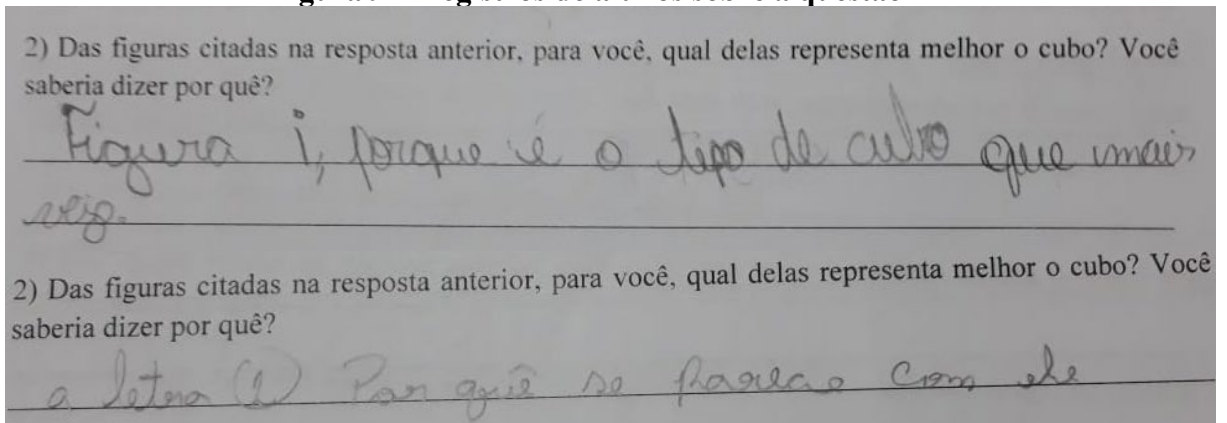 2) Das figuras citadas na resposta anterior, para você, qual delas representa melhor o cubo? Você
saberia dizer por quê?
Figura i, porque é o tipo de cubo que mais
vejo.
2) Das figuras citadas na resposta anterior, para você, qual delas representa melhor o cubo? Você
saberia dizer por quê?
a letra (1) Por quê se parece com ele